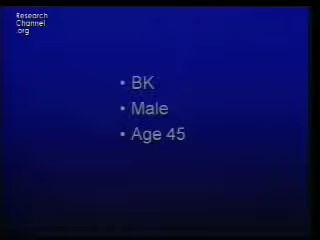 Research
Channel
.org
• BK
• Male
• Age 45